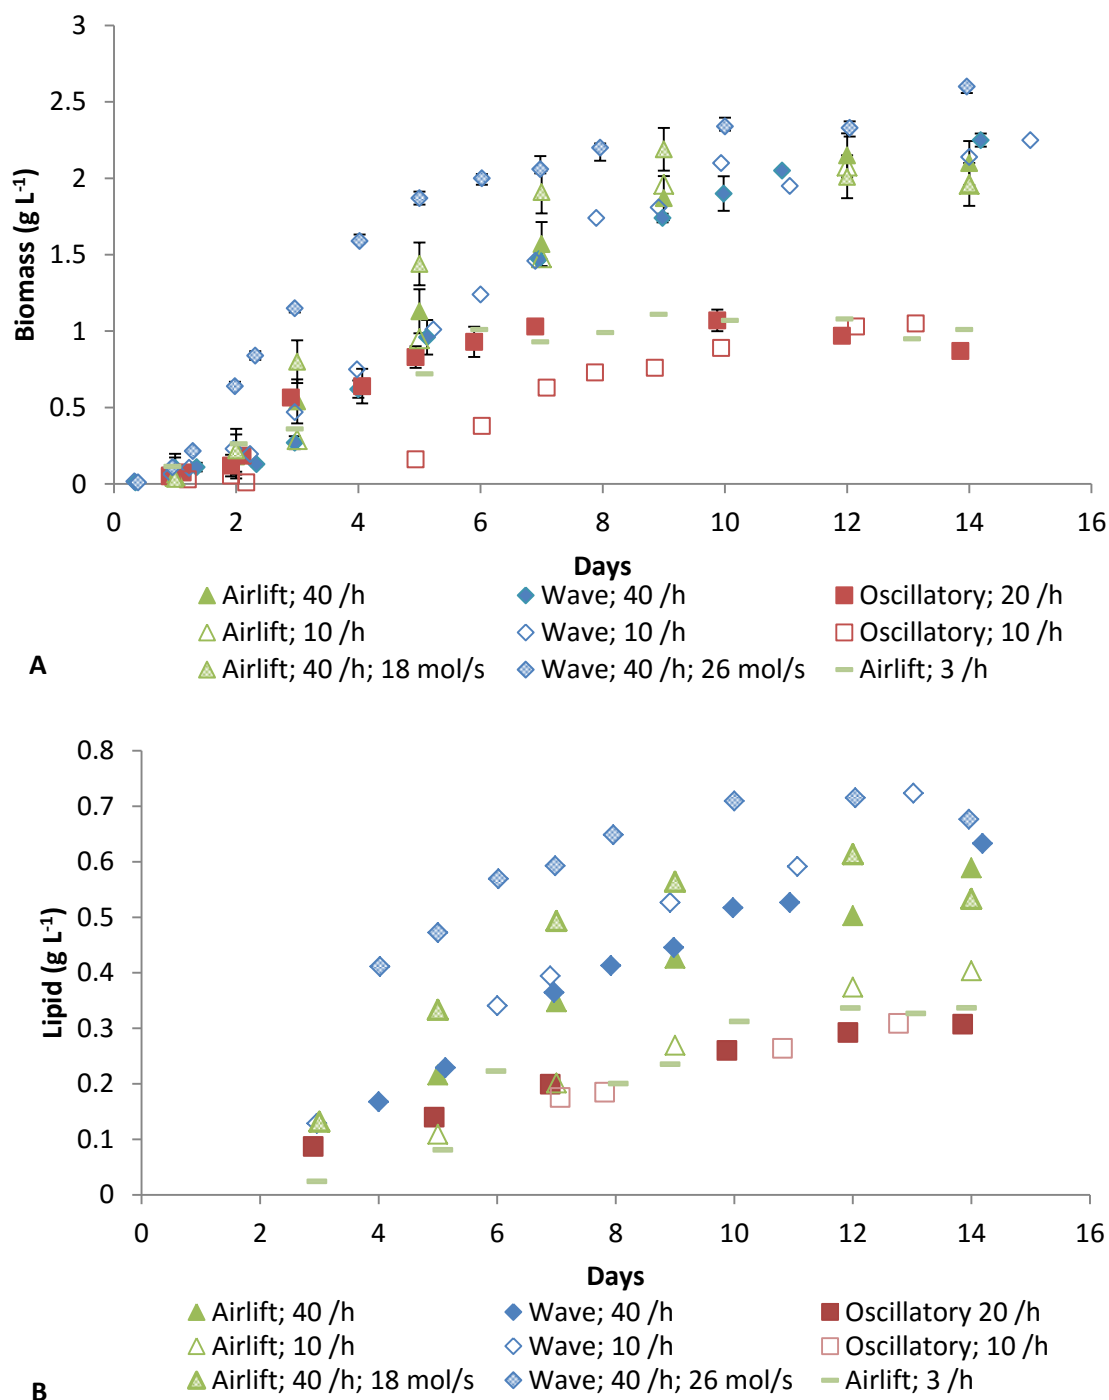 3
2.5
2
1.5
1
0.5
0
Biomass (g L-1)
0 2 4 6 8 10 12 14 16
Days
Airlift; 40 /h Wave; 40 /h Oscillatory; 20 /h
Airlift; 10 /h Wave; 10 /h Oscillatory; 10 /h
Airlift; 40 /h; 18 mol/s Wave; 40 /h; 26 mol/s Airlift; 3 /h
A
0.8
0.7
0.6
0.5
0.4
0.3
0.2
0.1
0
Lipid (g L-1)
0 2 4 6 8 10 12 14 16
Days
Airlift; 40 /h Wave; 40 /h Oscillatory 20 /h
Airlift; 10 /h Wave; 10 /h Oscillatory; 10 /h
Airlift; 40 /h; 18 mol/s Wave; 40 /h; 26 mol/s Airlift; 3 /h
B